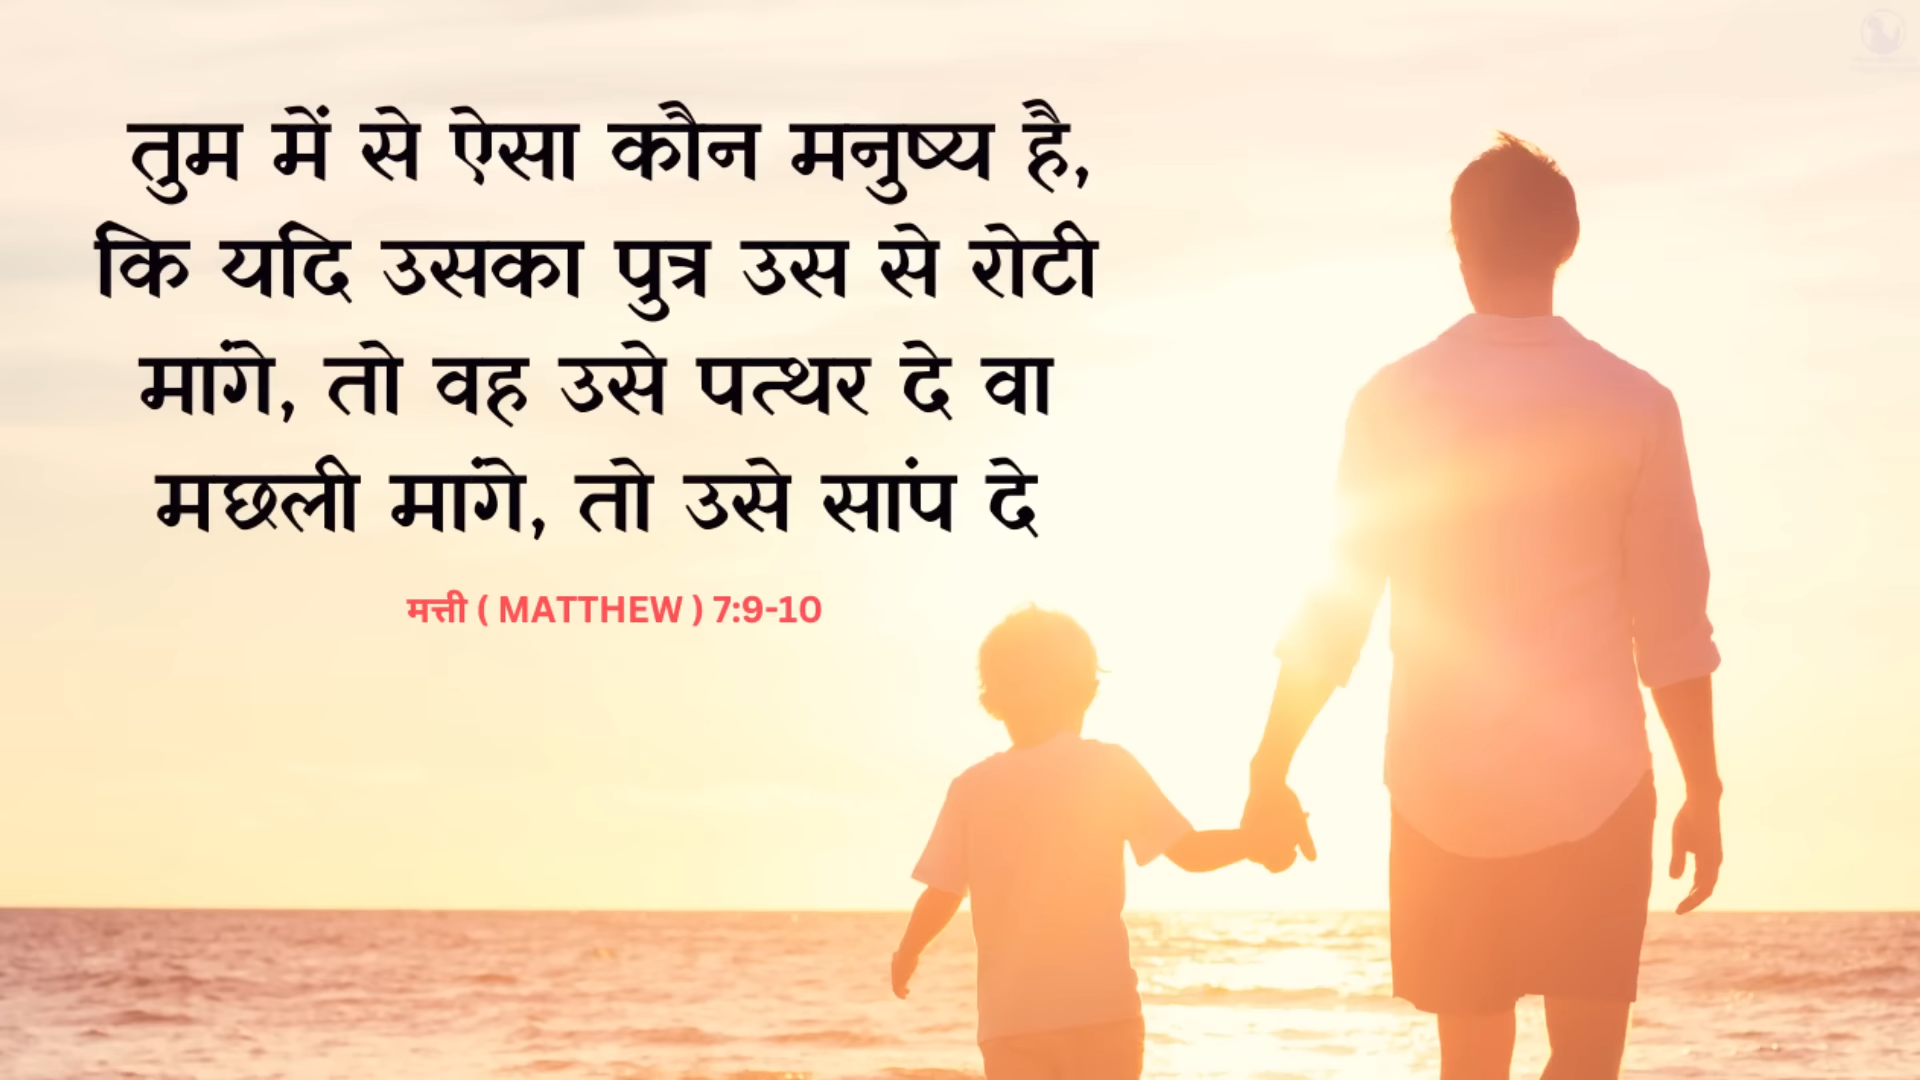 तुम में से ऐसा कौन मनुष्य है,
कि यदि उसका पुत्र उस से रोटी
मांगे, तो वह उसे पत्थर दे वा
मछली मांगे, तो उसे सांप दे
मत्ती ( MATTHEW ) 7:9-10